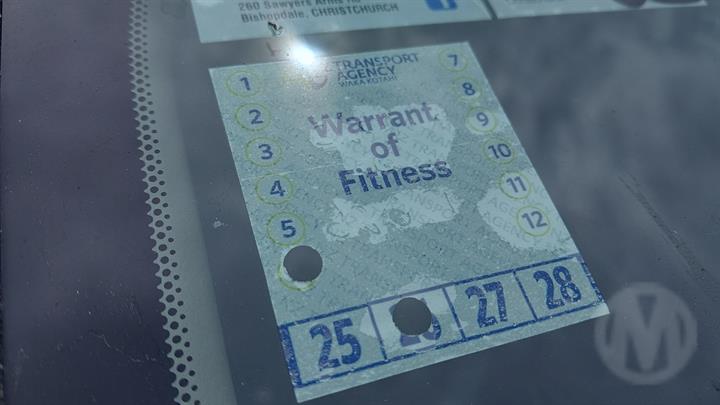 260 Sawyers Arms Rd
Bishopdale, CHRISTCHURCH
TRANSPORT
AGENCY
WAKA KOTAHI
Warrant
of
Fitness
1
2
3
4
5
7
8
9
10
11
12
25
27
28
M